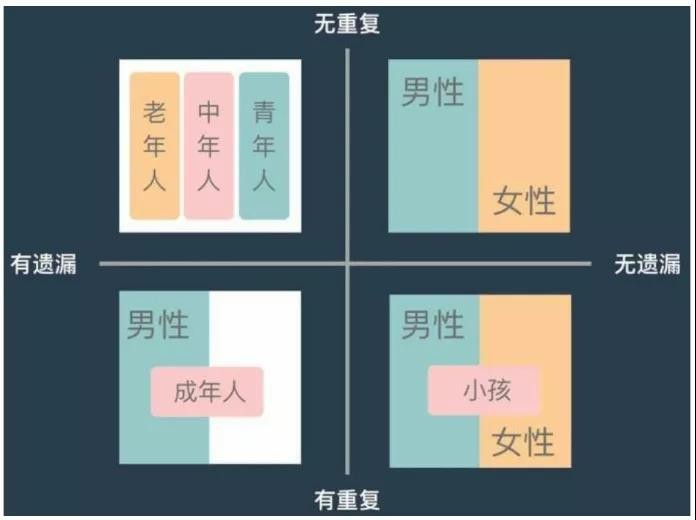 无重复
老年人
中年人
青年人
男性
女性
有遗漏
无遗漏
男性
成年人
男性
小孩
女性
有重复